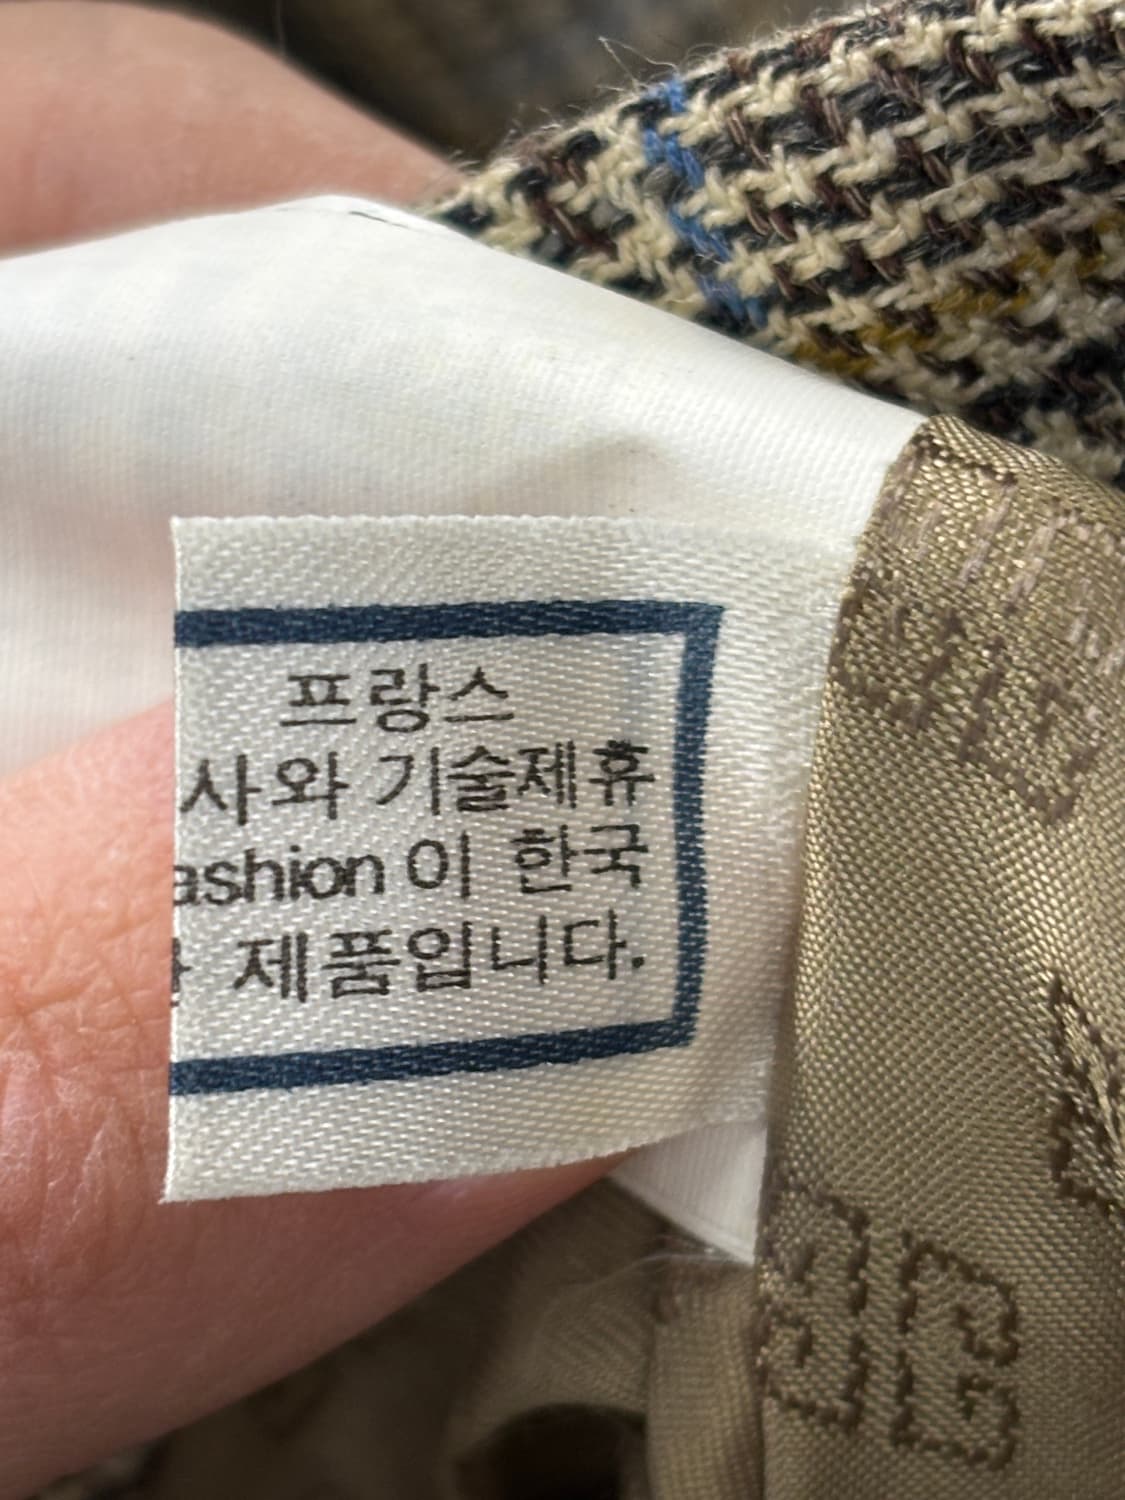 프랑스
사와 기술제휴
ashion 이 한국
제품입니다.